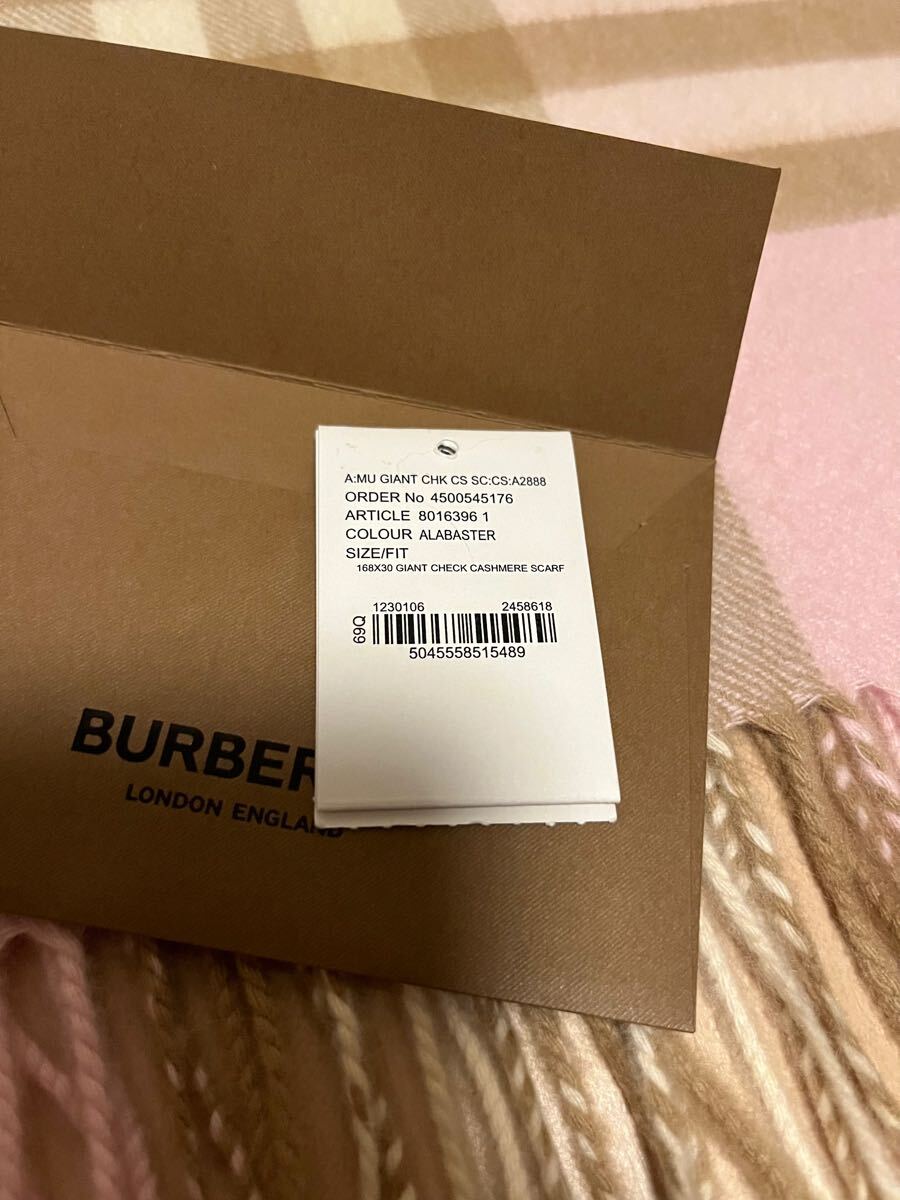 A:MU GIANT CHK CS SC:CS:A2888
ORDER No 4500545176
ARTICLE 8016396 1
COLOUR ALABASTER
SIZE/FIT
168X30 GIANT CHECK CASHMERE SCARF
1230106 2458618
69Q
5045558515489
BURBER
LONDON ENGLAND